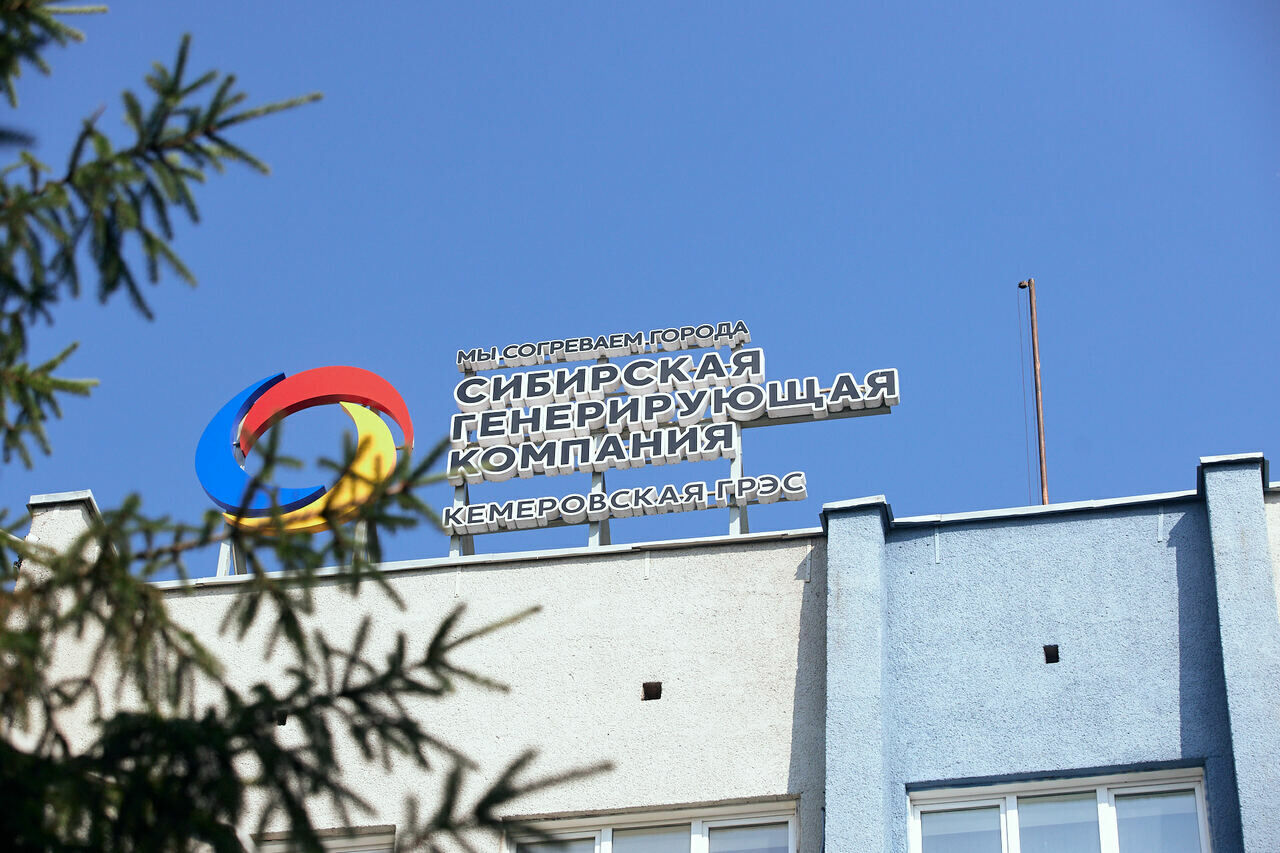 МЫ СОГРЕВАЕМ ГОРОДА
СИБИРСКАЯ
ГЕНЕРИРУЮЩАЯ
КОМПАНИЯ
КЕМЕРОВСКАЯ ГРЭС